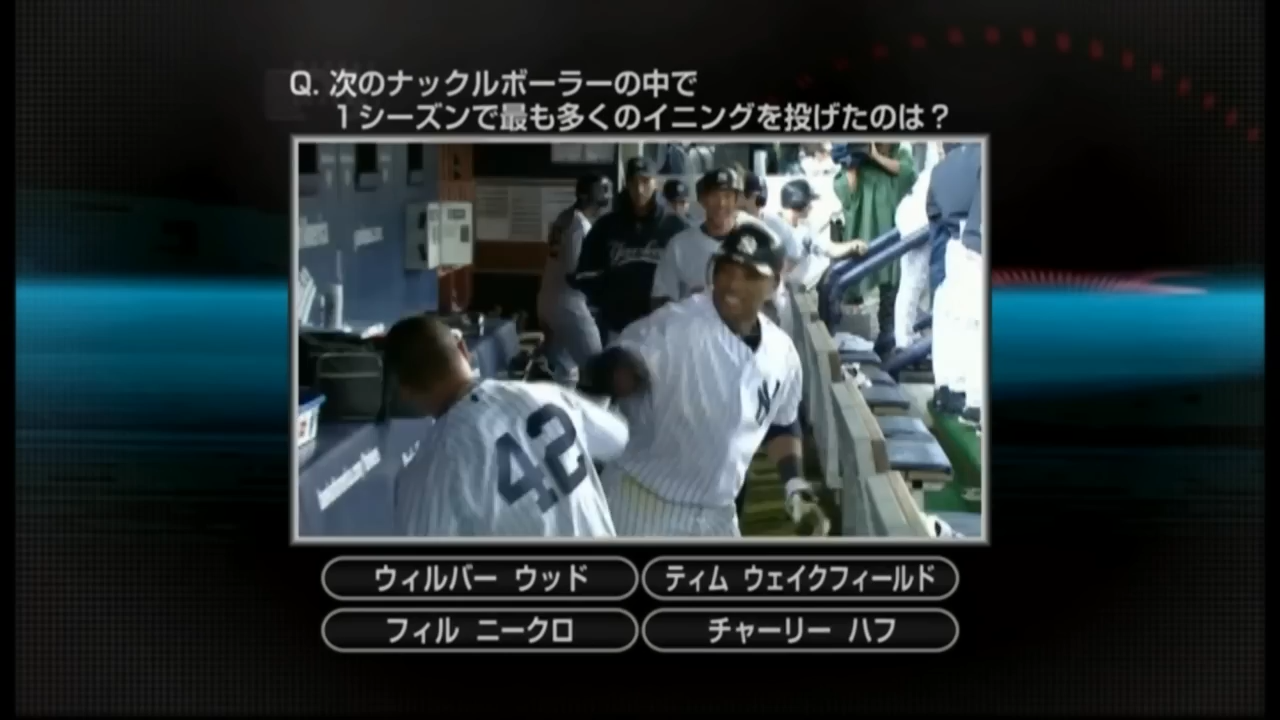 Q. 次のナックルボーラーの中で
1シーズンで最も多くのイニングを投げたのは？
Yankees
NY
42
ウィルバー ウッド
ティム ウェイクフィールド
フィル ニークロ
チャーリー ハフ